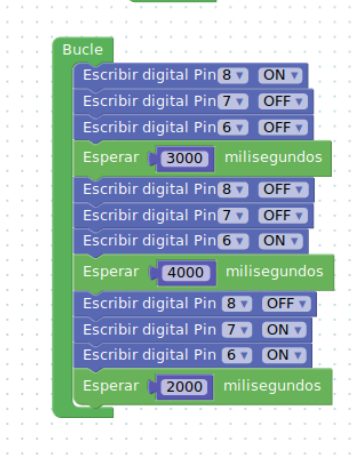 Bucle
Escribir digital Pin 8 ON
Escribir digital Pin 7 OFF
Escribir digital Pin 6 OFF
Esperar 3000 milisegundos
Escribir digital Pin 8 OFF
Escribir digital Pin 7 OFF
Escribir digital Pin 6 ON
Esperar 4000 milisegundos
Escribir digital Pin 8 OFF
Escribir digital Pin 7 ON
Escribir digital Pin 6 ON
Esperar 2000 milisegundos